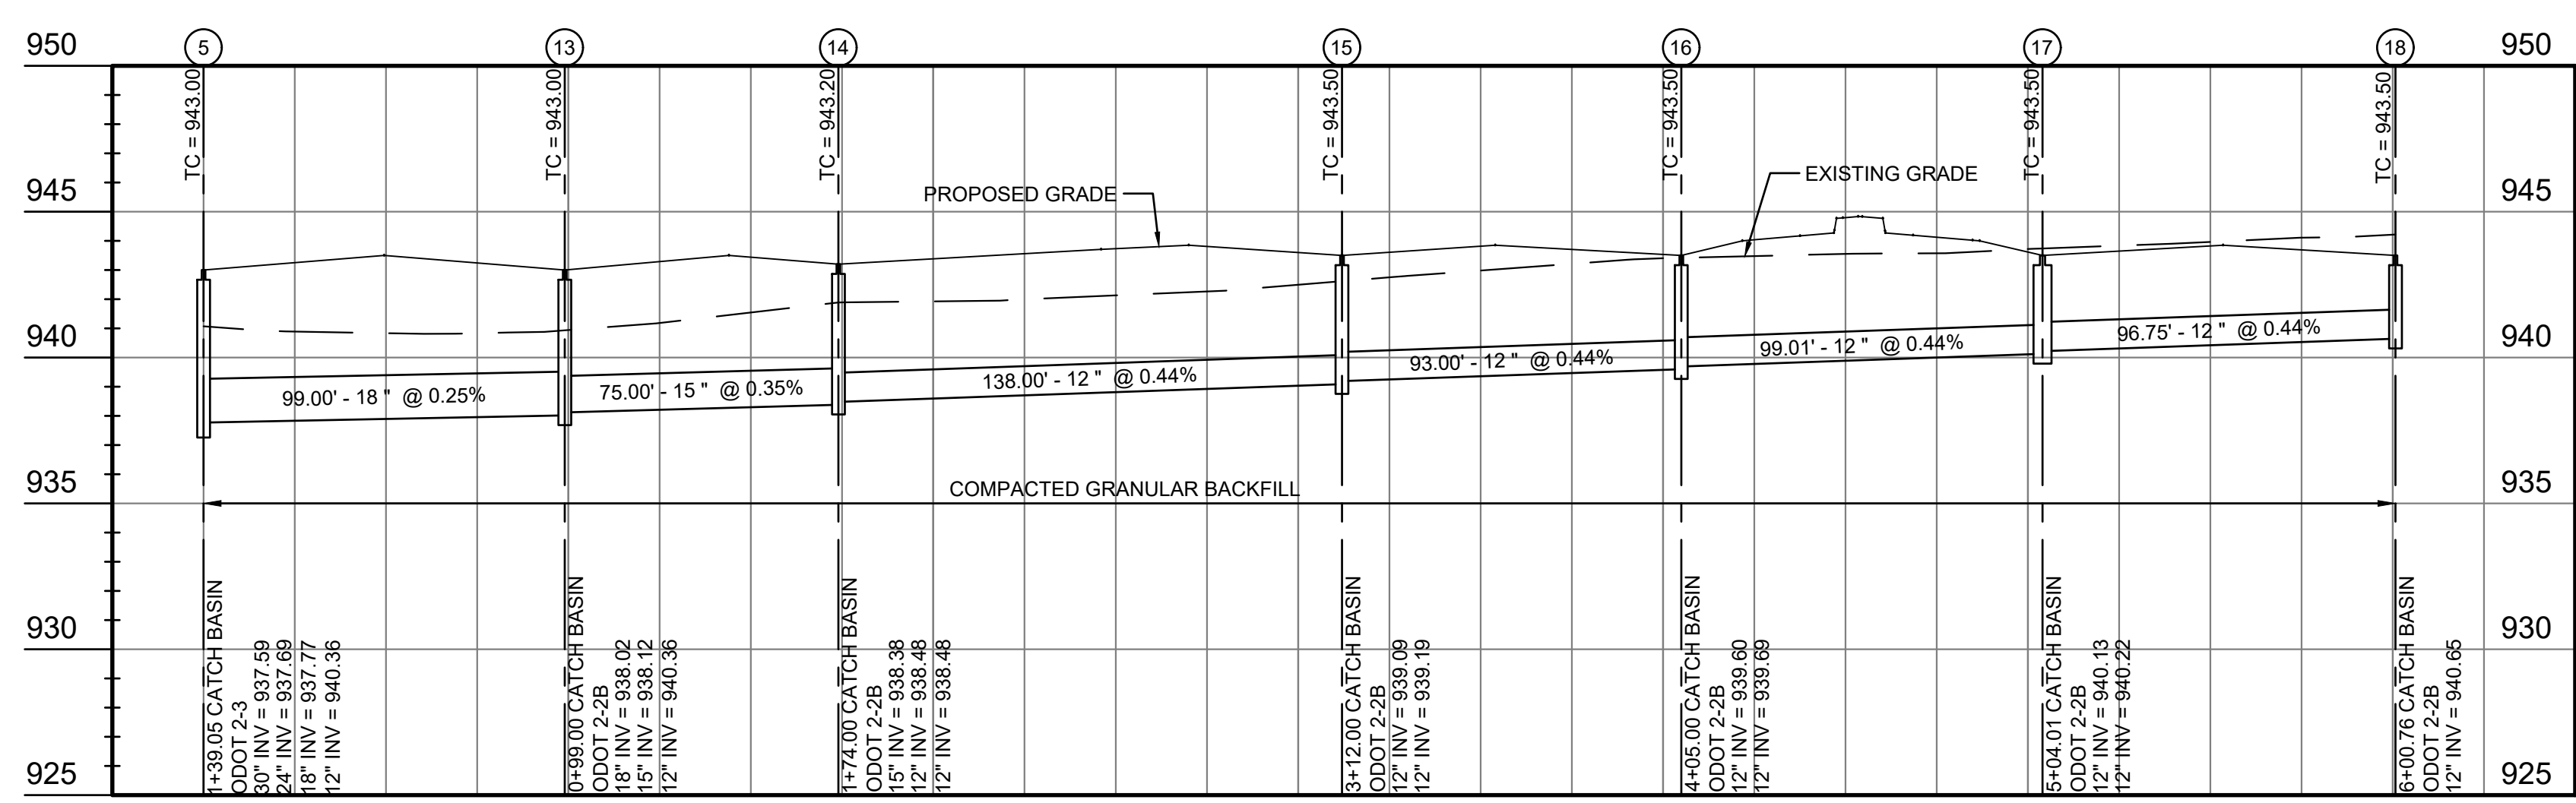 5
13
14
15
16
17
18
950
950
TC = 943.00
TC = 943.00
TC = 943.20
TC = 943.50
TC = 943.50
TC = 943.50
TC = 943.50
945
945
PROPOSED GRADE
EXISTING GRADE
940
940
99.00' - 18 " @ 0.25%
75.00' - 15 " @ 0.35%
138.00' - 12 " @ 0.44%
93.00' - 12 " @ 0.44%
99.01' - 12 " @ 0.44%
96.75' - 12 " @ 0.44%
935
935
COMPACTED GRANULAR BACKFILL
930
930
1+39.05 CATCH BASIN
ODOT 2-3
30" INV = 937.59
24" INV = 937.69
18" INV = 937.77
12" INV = 940.36
0+99.00 CATCH BASIN
ODOT 2-2B
18" INV = 938.02
15" INV = 938.12
12" INV = 940.36
1+74.00 CATCH BASIN
ODOT 2-2B
15" INV = 938.38
12" INV = 938.48
12" INV = 938.48
3+12.00 CATCH BASIN
ODOT 2-2B
12" INV = 939.09
12" INV = 939.19
4+05.00 CATCH BASIN
ODOT 2-2B
12" INV = 939.60
12" INV = 939.69
5+04.01 CATCH BASIN
ODOT 2-2B
12" INV = 940.13
12" INV = 940.22
6+00.76 CATCH BASIN
ODOT 2-2B
12" INV = 940.65
925
925